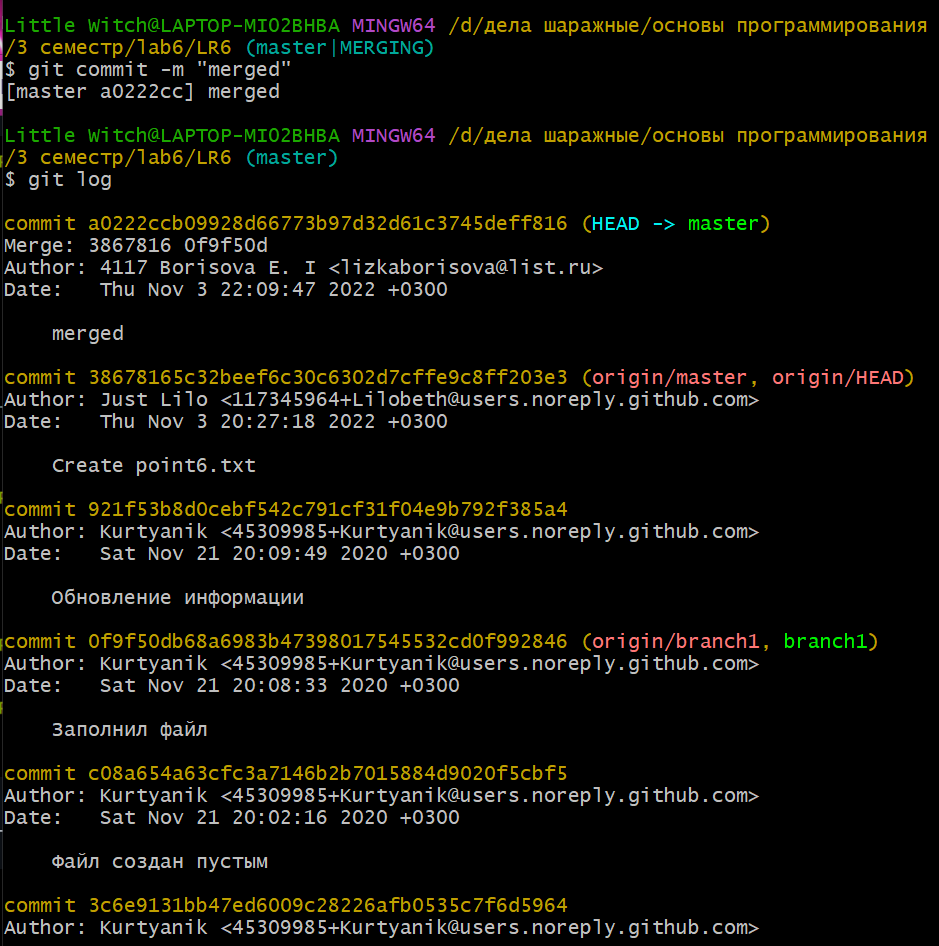 Little Witch@LAPTOP-MIO2BHBA MINGW64 /d/дела шаражные/основы программирования
/3 семестр/lab6/LR6 (master|MERGING)
$ git commit -m "merged"
[master a0222cc] merged
Little Witch@LAPTOP-MIO2BHBA MINGW64 /d/дела шаражные/основы программирования
/3 семестр/lab6/LR6 (master)
$ git log
commit a0222ccb09928d66773b97d32d61c3745deff816 (HEAD -> master)
Merge: 3867816 0f9f50d
Author: 4117 Borisova E. I <lizkaborisova@list.ru>
Date:   Thu Nov 3 22:09:47 2022 +0300
    merged
commit 38678165c32beef6c30c6302d7cffe9c8ff203e3 (origin/master, origin/HEAD)
Author: Just Lilo <117345964+Lilobeth@users.noreply.github.com>
Date:   Thu Nov 3 20:27:18 2022 +0300
    Create point6.txt
commit 921f53b8d0cebf542c791cf31f04e9b792f385a4
Author: Kurtyanik <45309985+Kurtyanik@users.noreply.github.com>
Date:   Sat Nov 21 20:09:49 2020 +0300
    Обновление информации
commit 0f9f50db68a6983b47398017545532cd0f992846 (origin/branch1, branch1)
Author: Kurtyanik <45309985+Kurtyanik@users.noreply.github.com>
Date:   Sat Nov 21 20:08:33 2020 +0300
    Заполнил файл
commit c08a654a63cfc3a7146b2b7015884d9020f5cbf5
Author: Kurtyanik <45309985+Kurtyanik@users.noreply.github.com>
Date:   Sat Nov 21 20:02:16 2020 +0300
    Файл создан пустым
commit 3c6e9131bb47ed6009c28226afb0535c7f6d5964
Author: Kurtyanik <45309985+Kurtyanik@users.noreply.github.com>